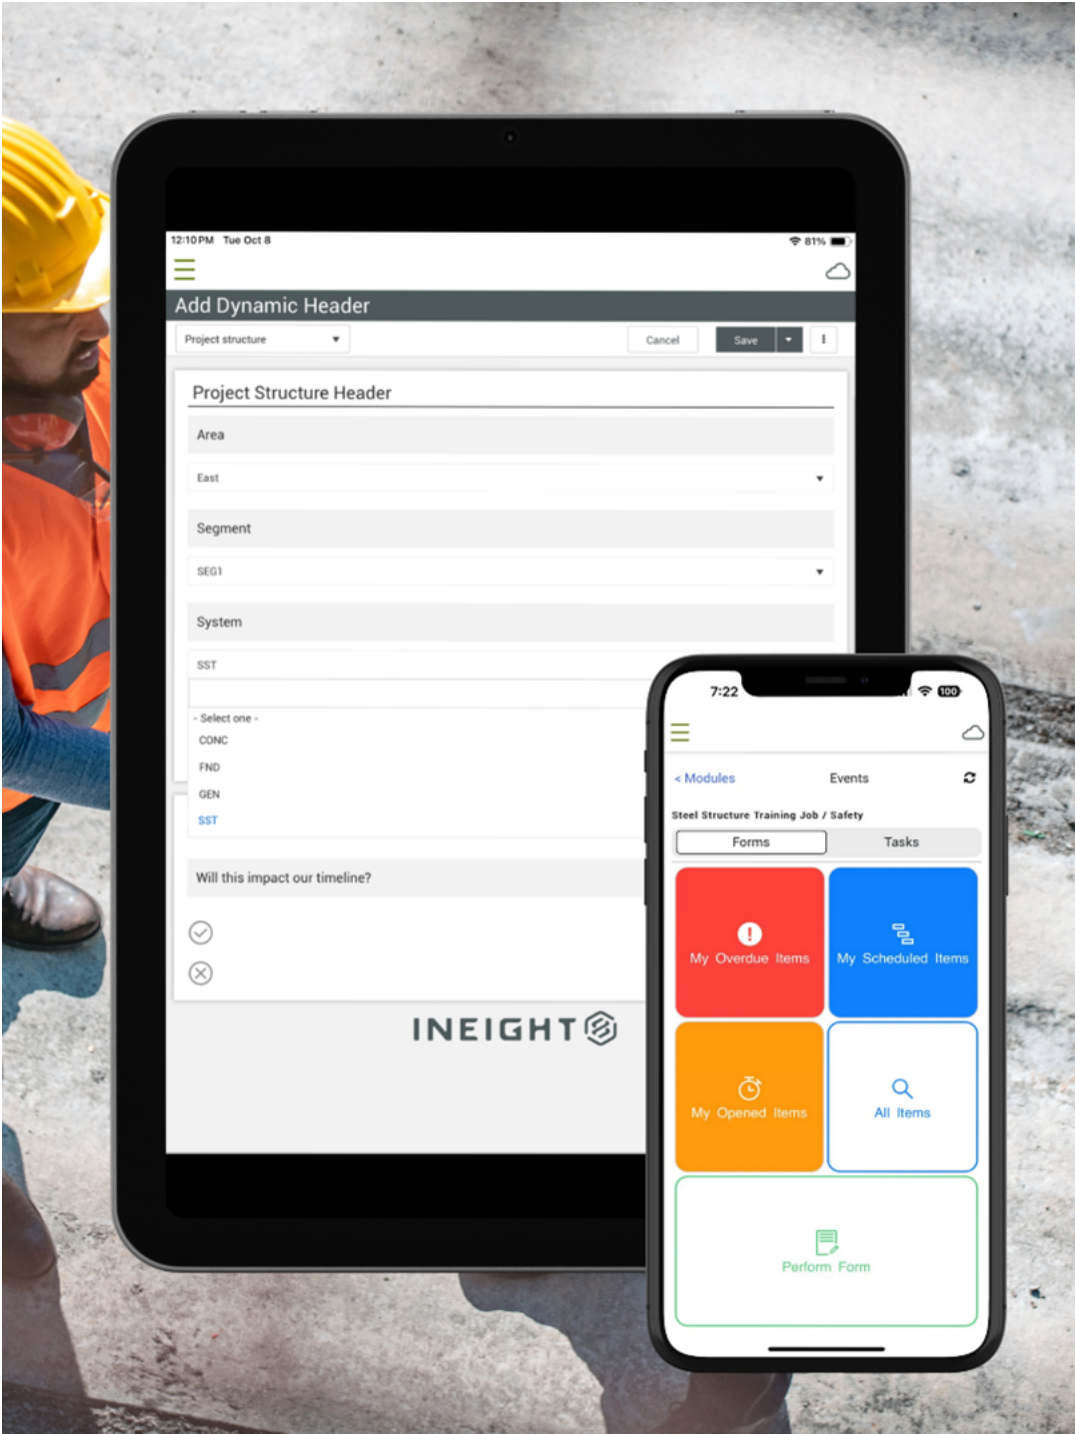 12:10 PM Tue Oct 8
81%
Add Dynamic Header
Project structure
Cancel
Save
Project Structure Header
Area
East
Segment
SEG1
System
SST
- Select one -
CONC
FND
GEN
SST
Will this impact our timeline?
INEIGHT
7:22
100
< Modules
Events
Steel Structure Training Job / Safety
Forms
Tasks
My Overdue Items
My Scheduled Items
My Opened Items
All Items
Perform Form